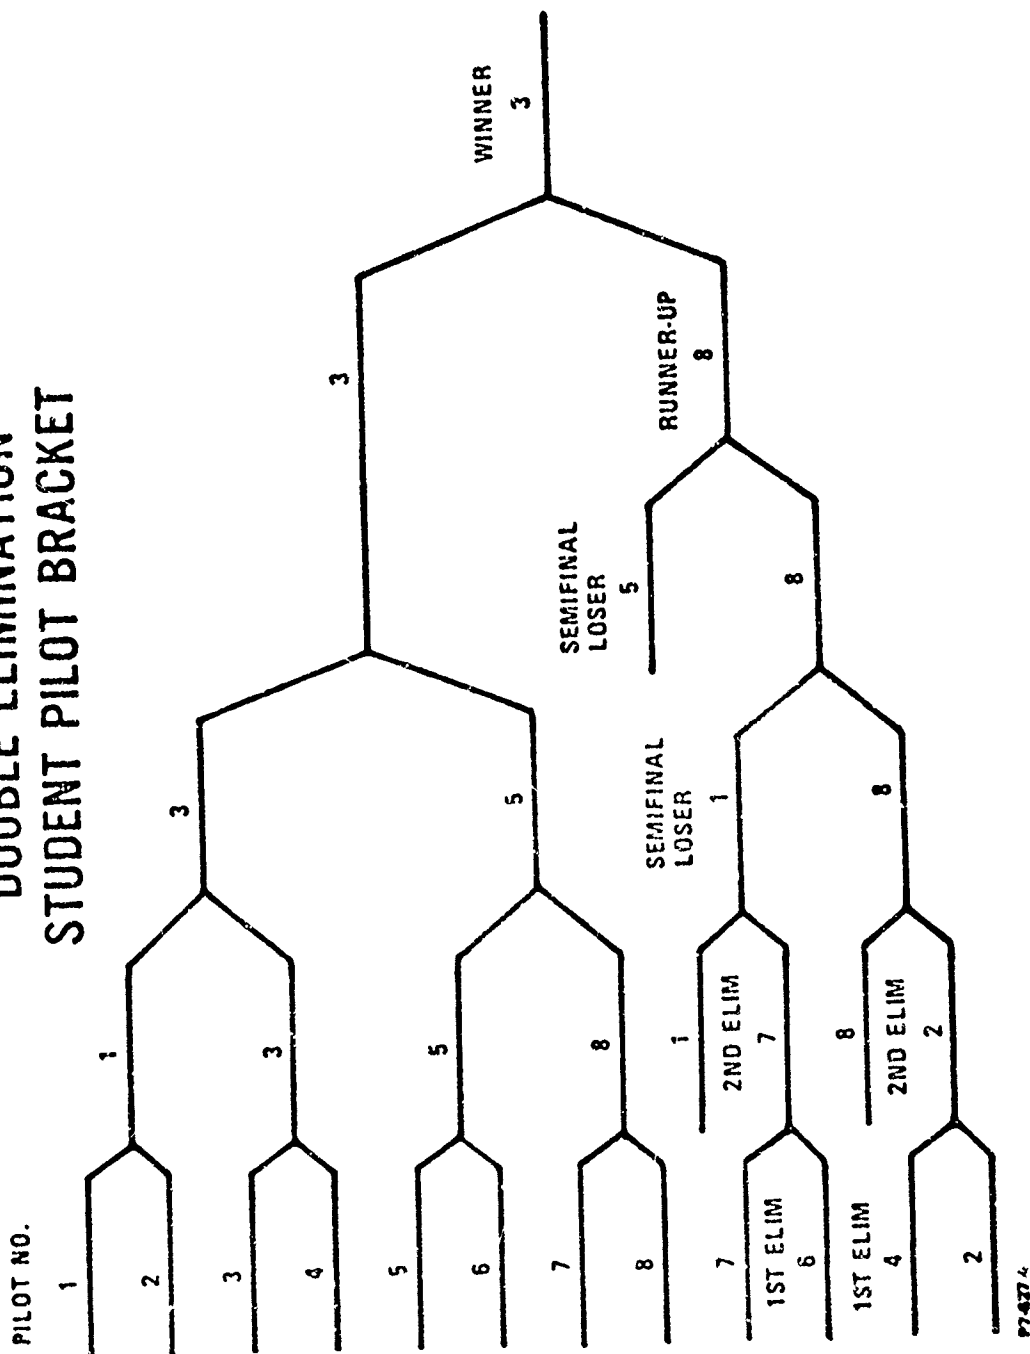 DOUBLE ELIMINATION
STUDENT PILOT BRACKET
PILOT NO.
1
2
3
4
5
6
7
8
1
3
5
8
3
5
3
WINNER
3
7
1ST ELIM
6
1ST ELIM
4
2
1
2ND ELIM
7
8
2ND ELIM
2
SEMIFINAL
LOSER
1
8
SEMIFINAL
LOSER
5
8
RUNNER-UP
8